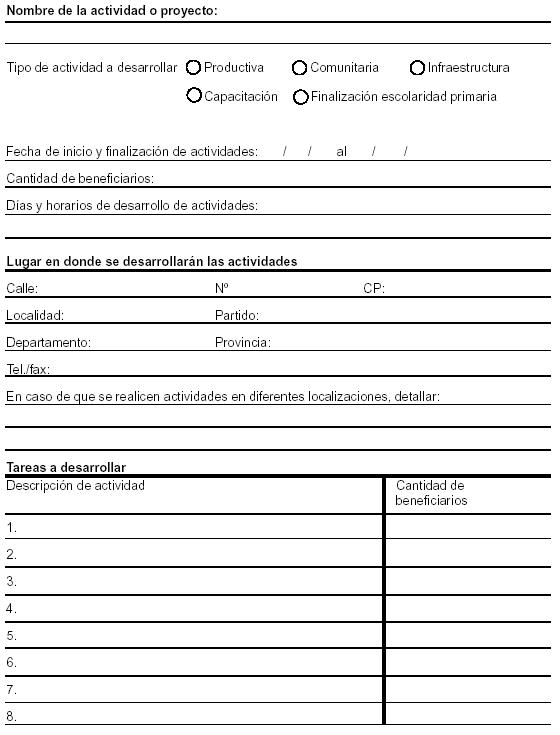 Nombre de la actividad o proyecto:
Tipo de actividad a desarrollar Productiva Comunitaria Infraestructura
Capacitación Finalización escolaridad primaria
Fecha de inicio y finalización de actividades: / / al / /
Cantidad de beneficiarios:
Días y horarios de desarrollo de actividades:
Lugar en donde se desarrollarán las actividades
Calle: Nº CP:
Localidad: Partido:
Departamento: Provincia:
Tel./fax:
En caso de que se realicen actividades en diferentes localizaciones, detallar:
Tareas a desarrollar
Descripción de actividad Cantidad de
beneficiarios
1.
2.
3.
4.
5.
6.
7.
8.